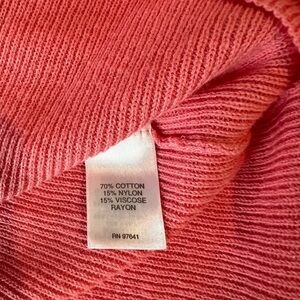 70% COTTON
15% NYLON
15% VISCOSE
RAYON
RN 97641